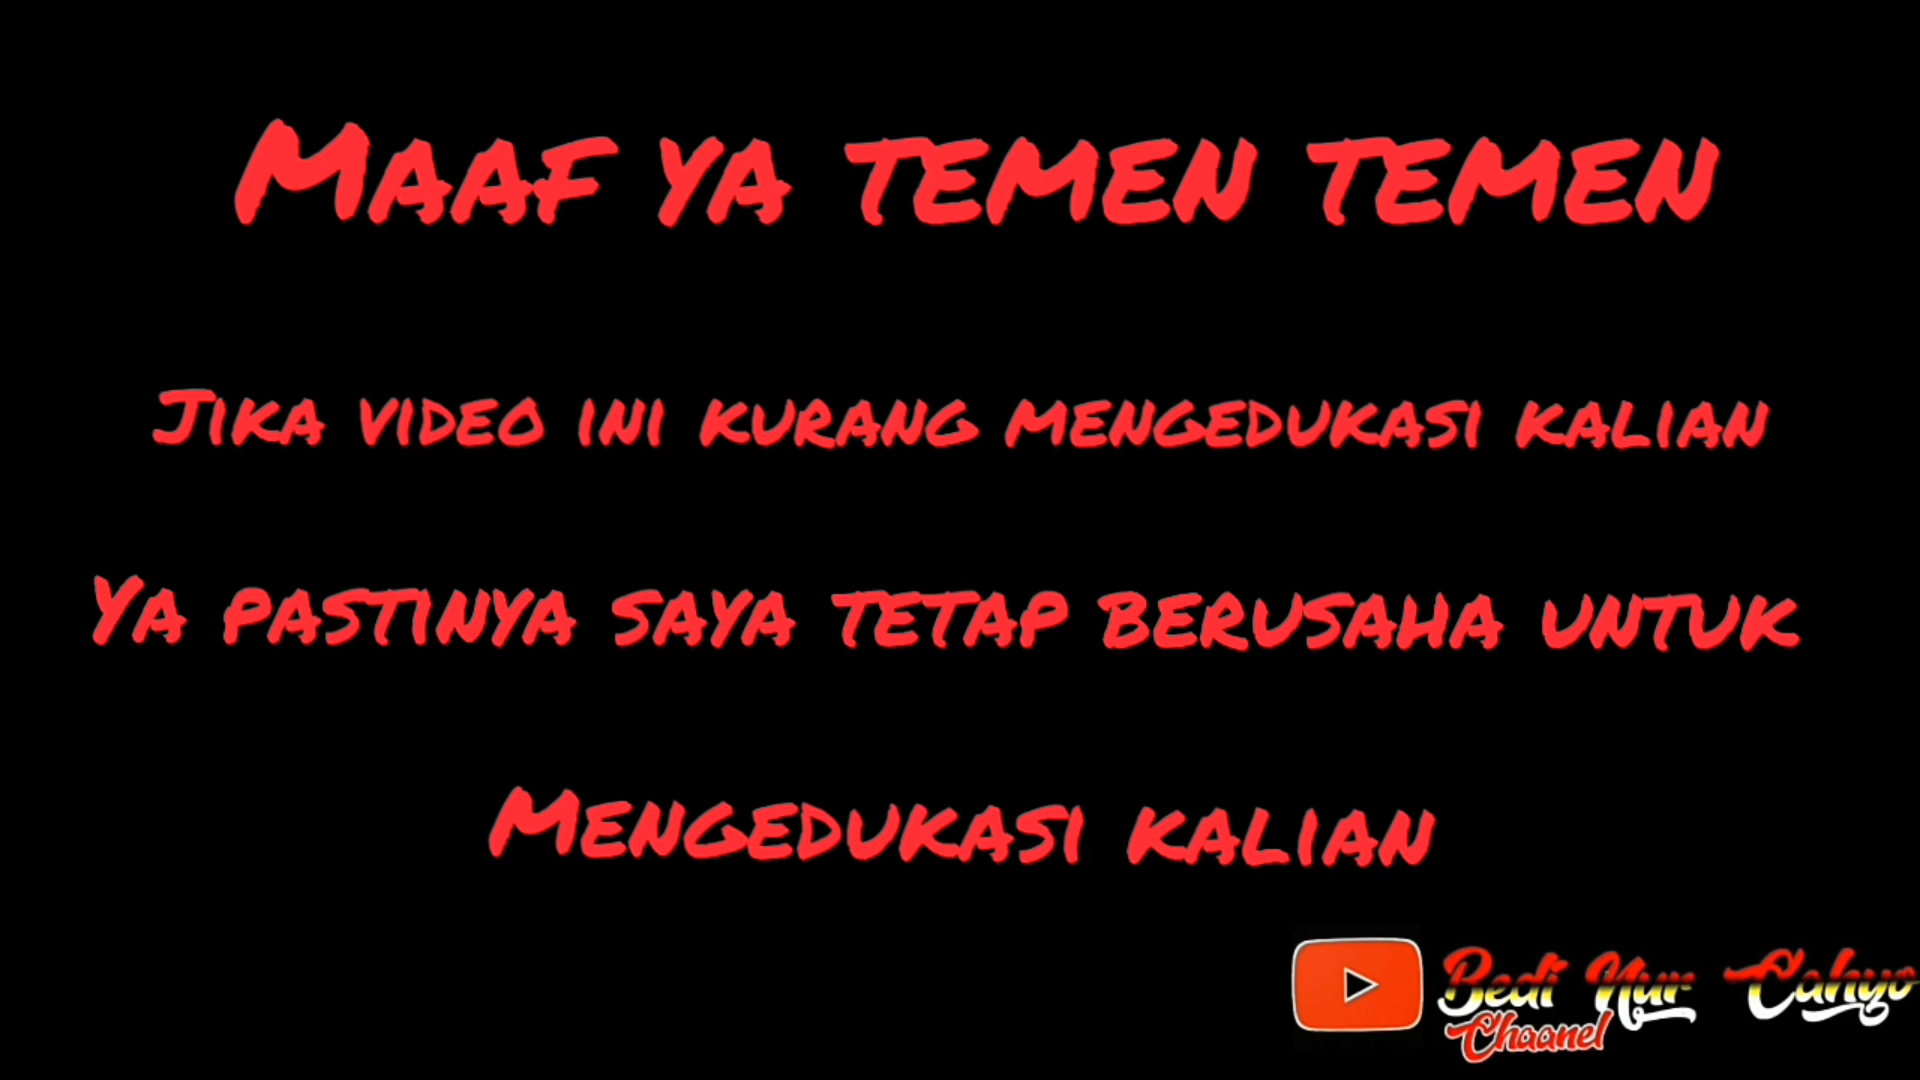 Maaf ya temen temen
Jika video ini kurang mengedukasi kalian
Ya pastinya saya tetap berusaha untuk
Mengedukasi kalian
Bedi Nur Cahyo
Chaanel